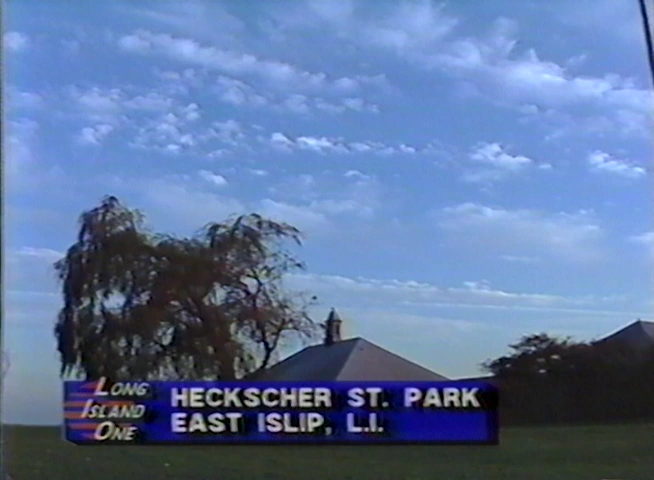 LONG
ISLAND
ONE
HECKSCHER ST. PARK
EAST ISLIP, L.I.